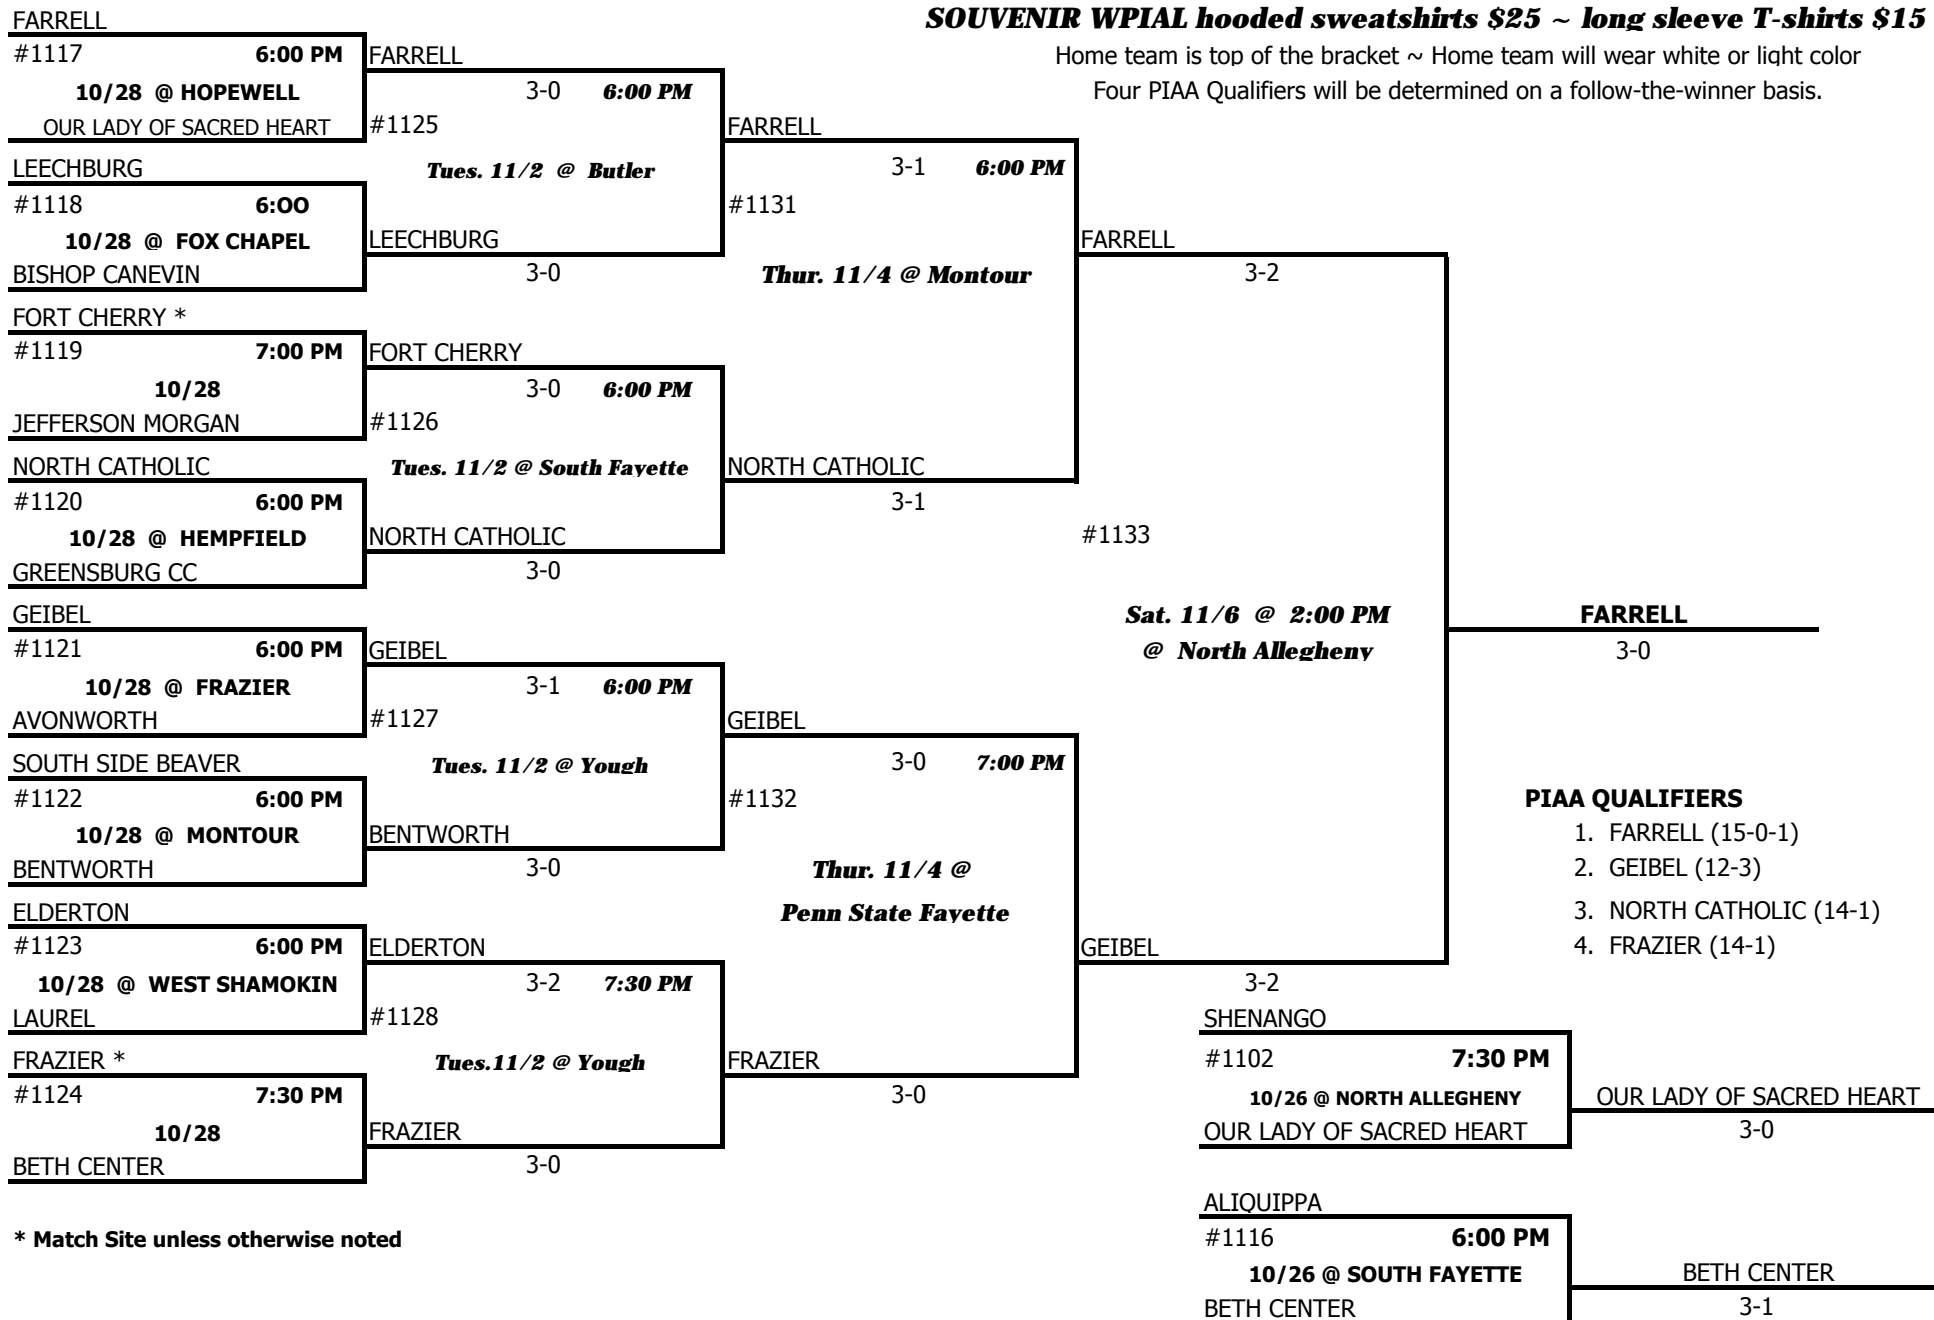 SOUVENIR WPIAL hooded sweatshirts $25 ~ long sleeve T-shirts $15
Home team is top of the bracket ~ Home team will wear white or light color
Four PIAA Qualifiers will be determined on a follow-the-winner basis.
FARRELL
#1117 6:00 PM
10/28 @ HOPEWELL
OUR LADY OF SACRED HEART
LEECHBURG
#1118 6:OO
10/28 @ FOX CHAPEL
BISHOP CANEVIN
FORT CHERRY *
#1119 7:00 PM
10/28
JEFFERSON MORGAN
NORTH CATHOLIC
#1120 6:00 PM
10/28 @ HEMPFIELD
GREENSBURG CC
GEIBEL
#1121 6:00 PM
10/28 @ FRAZIER
AVONWORTH
SOUTH SIDE BEAVER
#1122 6:00 PM
10/28 @ MONTOUR
BENTWORTH
ELDERTON
#1123 6:00 PM
10/28 @ WEST SHAMOKIN
LAUREL
FRAZIER *
#1124 7:30 PM
10/28
BETH CENTER
* Match Site unless otherwise noted
FARRELL
3-0 6:00 PM
#1125
Tues. 11/2 @ Butler
LEECHBURG
3-0
FORT CHERRY
3-0 6:00 PM
#1126
Tues. 11/2 @ South Fayette
NORTH CATHOLIC
3-0
GEIBEL
3-1 6:00 PM
#1127
Tues. 11/2 @ Yough
BENTWORTH
3-0
ELDERTON
3-2 7:30 PM
#1128
Tues.11/2 @ Yough
FRAZIER
3-0
FARRELL
3-1 6:00 PM
#1131
Thur. 11/4 @ Montour
NORTH CATHOLIC
3-1
GEIBEL
3-0 7:00 PM
#1132
Thur. 11/4 @
Penn State Fayette
FRAZIER
3-0
FARRELL
3-2
#1133
Sat. 11/6 @ 2:00 PM
@ North Allegheny
GEIBEL
3-2
FARRELL
3-0
PIAA QUALIFIERS
1. FARRELL (15-0-1)
2. GEIBEL (12-3)
3. NORTH CATHOLIC (14-1)
4. FRAZIER (14-1)
SHENANGO
#1102 7:30 PM
10/26 @ NORTH ALLEGHENY
OUR LADY OF SACRED HEART
OUR LADY OF SACRED HEART
3-0
ALIQUIPPA
#1116 6:00 PM
10/26 @ SOUTH FAYETTE
BETH CENTER
BETH CENTER
3-1